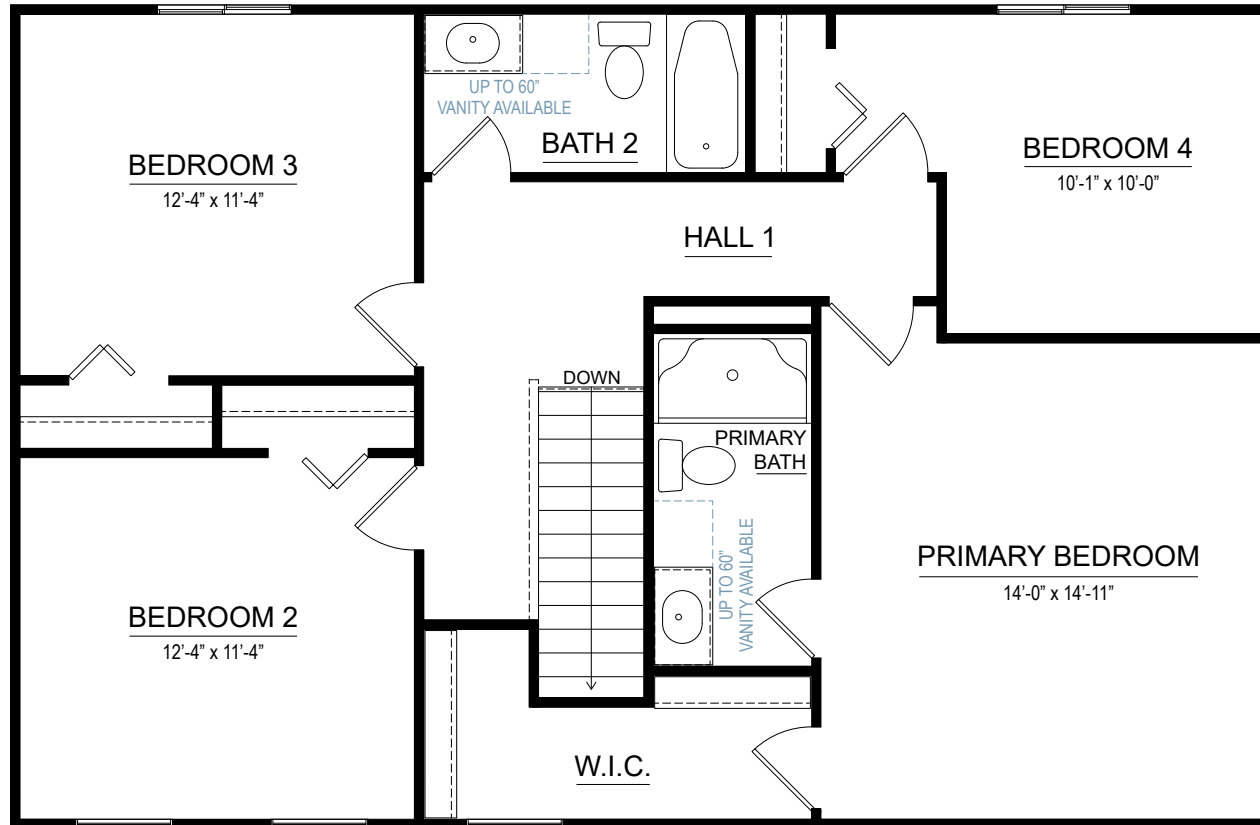 UP TO 60”
VANITY AVAILABLE
BATH 2
BEDROOM 3
12’-4” x 11’-4”
BEDROOM 4
10’-1” x 10’-0”
HALL 1
DOWN
PRIMARY
BATH
UP TO 60”
VANITY AVAILABLE
PRIMARY BEDROOM
14’-0” x 14’-11”
BEDROOM 2
12’-4” x 11’-4”
W.I.C.